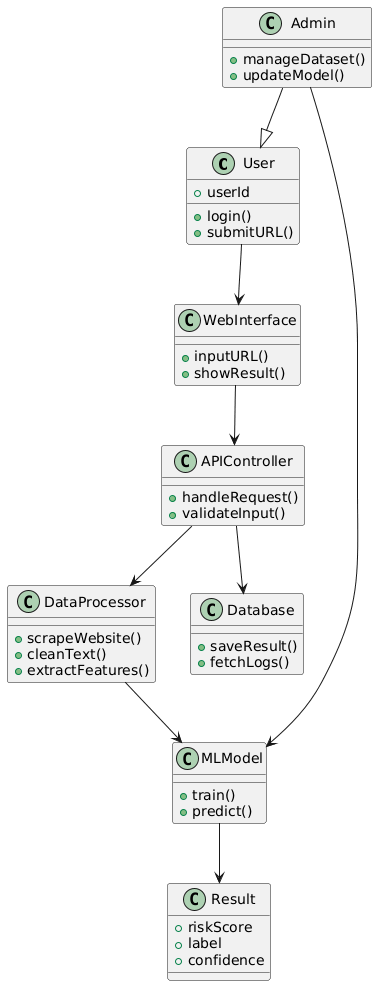 C Admin
manageDataset()
updateModel()
C User
userId
login()
submitURL()
C WebInterface
inputURL()
showResult()
C APIController
handleRequest()
validateInput()
C DataProcessor
scrapeWebsite()
cleanText()
extractFeatures()
C Database
saveResult()
fetchLogs()
C MLModel
train()
predict()
C Result
riskScore
label
confidence